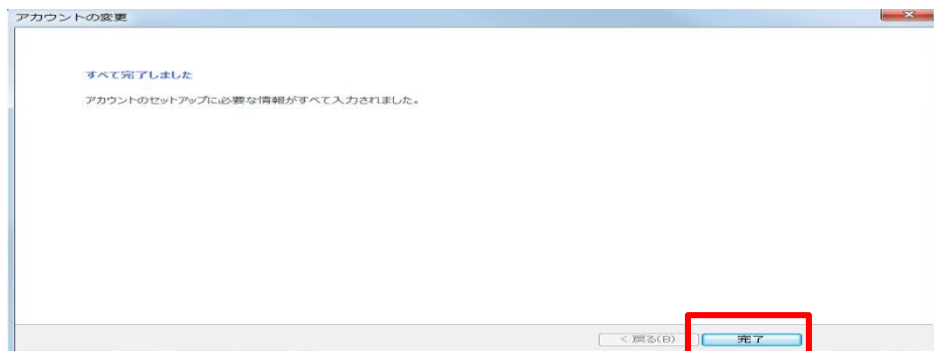 アカウントの変更
すべて完了しました
アカウントのセットアップに必要な情報がすべて入力されました。
< 戻る(B)
完了